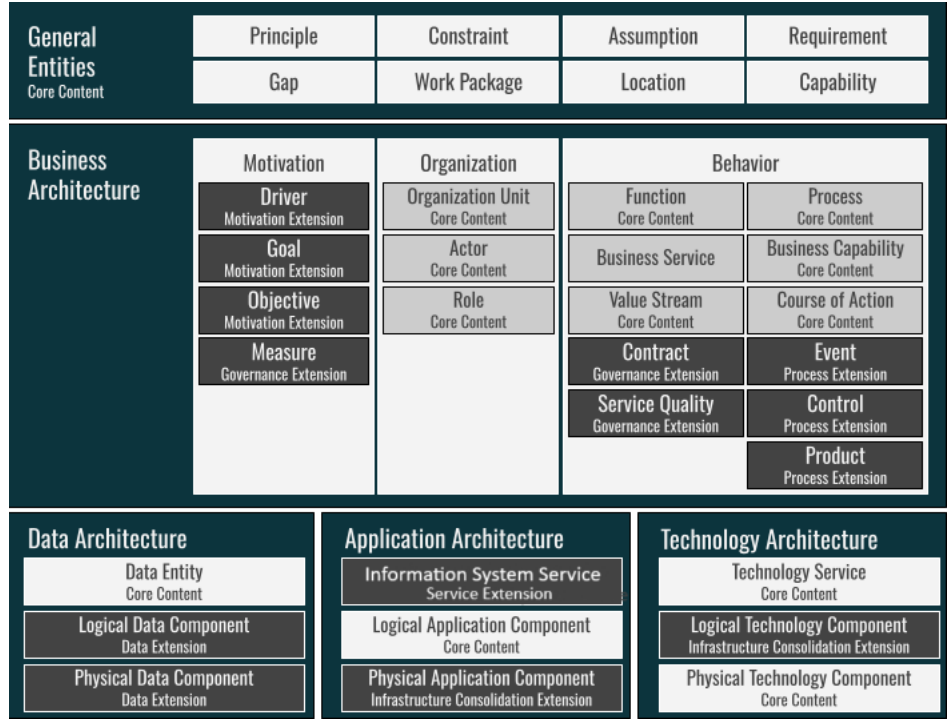 General
Entities
Core Content
Principle
Constraint
Assumption
Requirement
Gap
Work Package
Location
Capability
Business
Architecture
Motivation
Driver
Motivation Extension
Goal
Motivation Extension
Objective
Motivation Extension
Measure
Governance Extension
Organization
Organization Unit
Core Content
Actor
Core Content
Role
Core Content
Behavior
Function
Core Content
Process
Core Content
Business Service
Business Capability
Core Content
Value Stream
Core Content
Course of Action
Core Content
Contract
Governance Extension
Event
Process Extension
Service Quality
Governance Extension
Control
Process Extension
Product
Process Extension
Data Architecture
Data Entity
Core Content
Logical Data Component
Data Extension
Physical Data Component
Data Extension
Application Architecture
Information System Service
Service Extension
Logical Application Component
Core Content
Physical Application Component
Infrastructure Consolidation Extension
Technology Architecture
Technology Service
Core Content
Logical Technology Component
Infrastructure Consolidation Extension
Physical Technology Component
Core Content